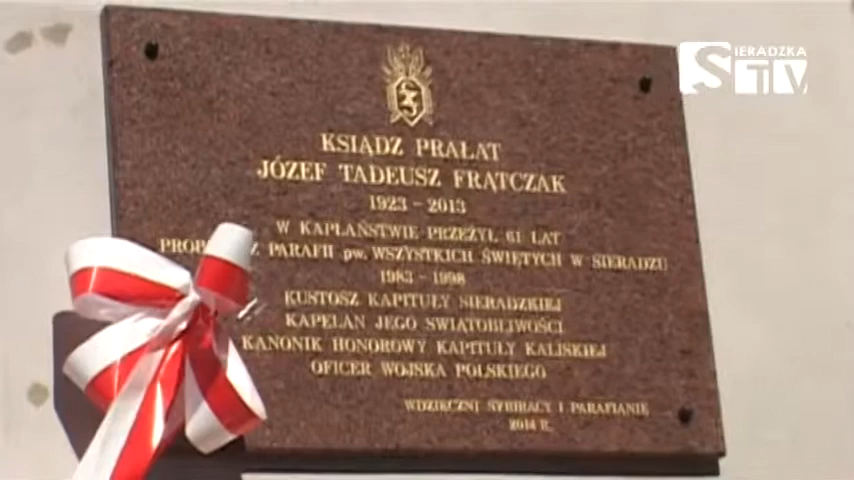 SIERADZKA
STV
KSIĄDZ PRAŁAT
JÓZEF TADEUSZ FRĄTCZAK
1923 - 2013
W KAPŁAŃSTWIE PRZEŻYŁ 61 LAT
PARAFII pw. WSZYSTKICH ŚWIĘTYCH W SIERADZU
1983 - 1998
KUSTOSZ KAPITUŁY SIERADZKIEJ
KAPELAN JEGO ŚWIĄTOBLIWOŚCI
KANONIK HONOROWY KAPITUŁY KALISKIEJ
OFICER WOJSKA POLSKIEGO
WDZIĘCZNI SYBIRACY I PARAFIANIE
2014 R.